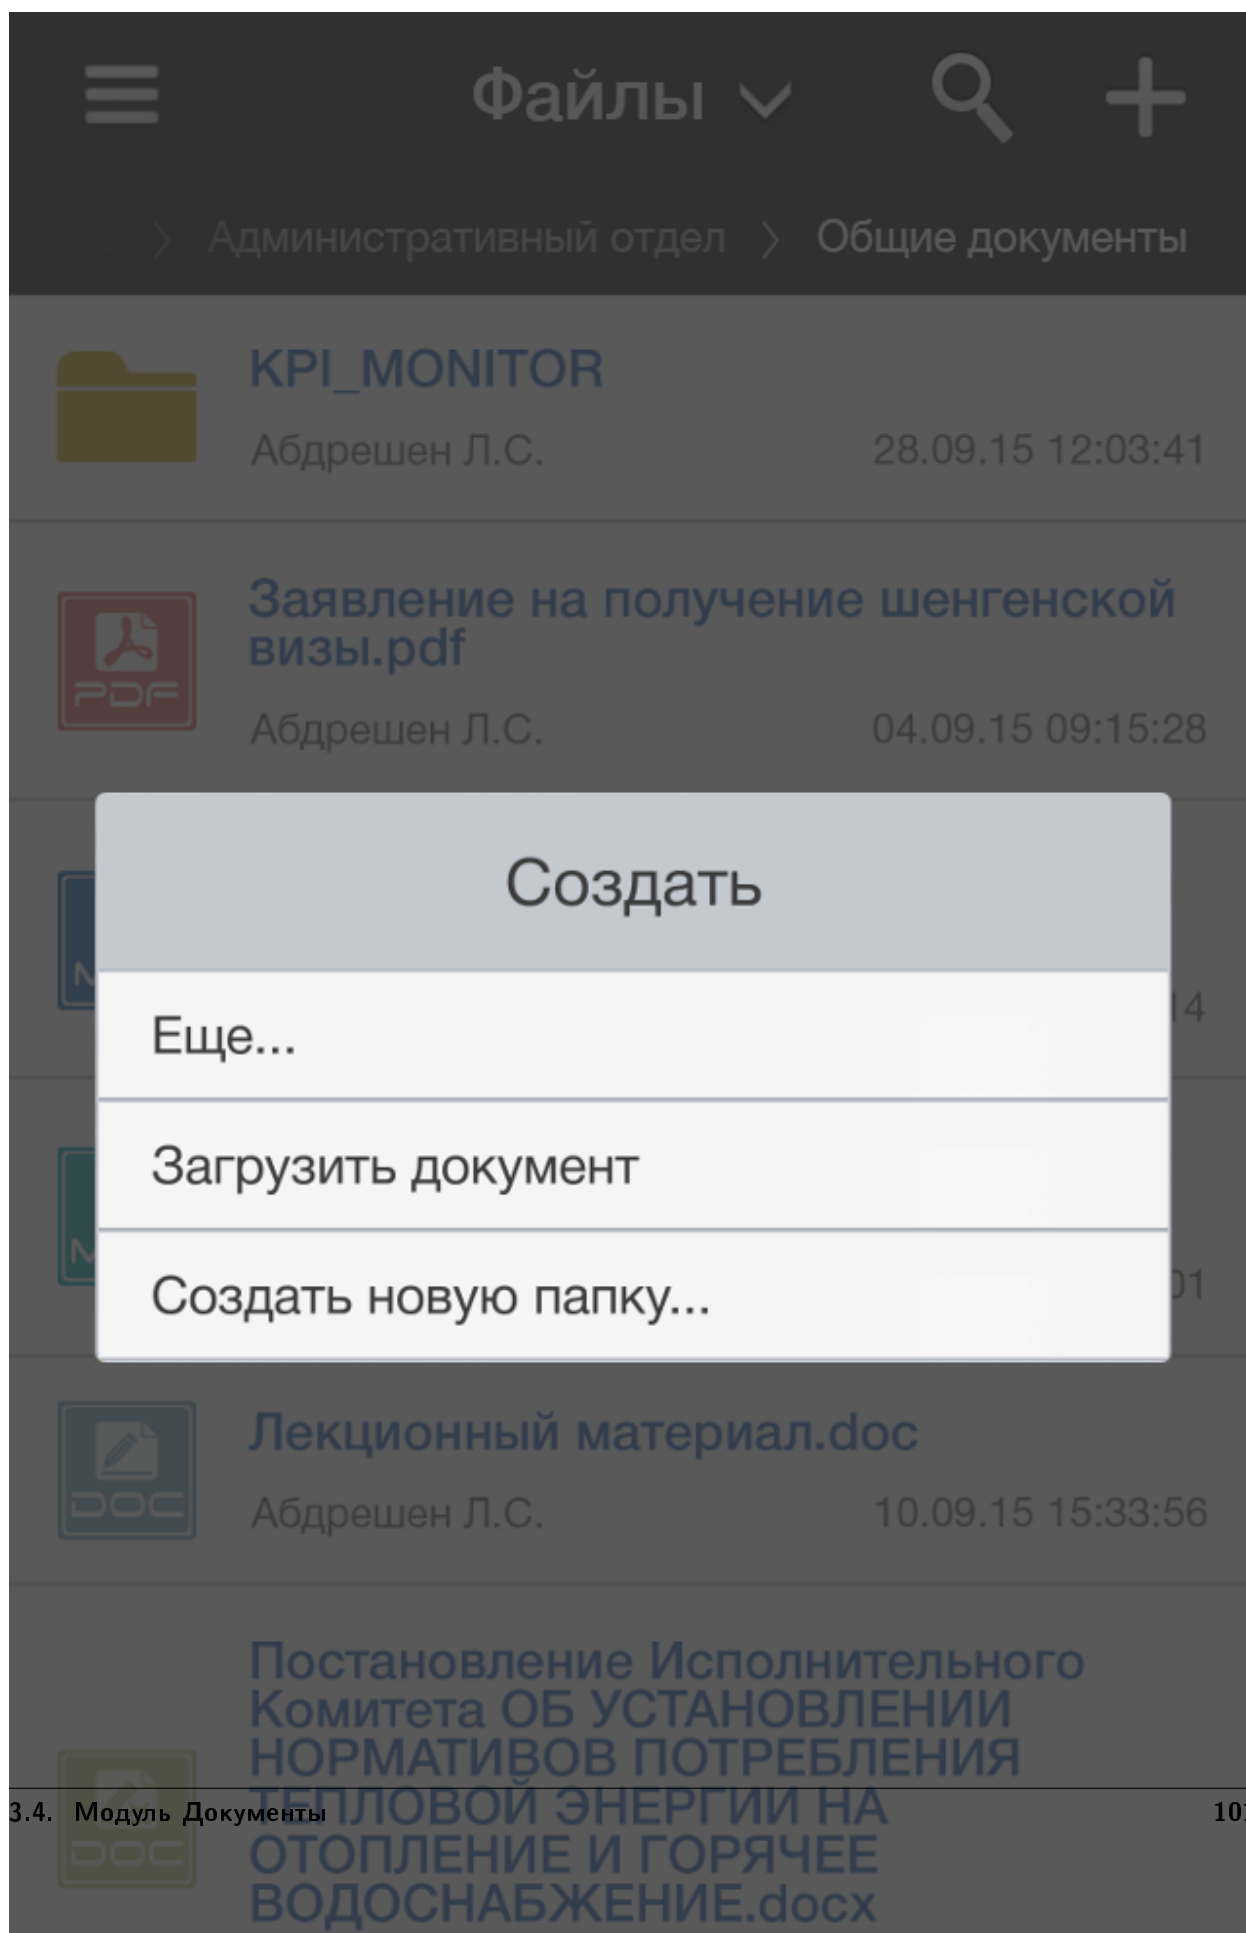 Файлы
Административный отдел
Общие документы
KPI_MONITOR
Абдрешен Л.С.
28.09.15 12:03:41
PDF
Заявление на получение шенгенской
визы.pdf
Абдрешен Л.С.
04.09.15 09:15:28
Создать
14
Еще...
Загрузить документ
Создать новую папку...
01
DOC
Лекционный материал.doc
Абдрешен Л.С.
10.09.15 15:33:56
Постановление Исполнительного
Комитета ОБ УСТАНОВЛЕНИИ
НОРМАТИВОВ ПОТРЕБЛЕНИЯ
ТЕПЛОВОЙ ЭНЕРГИИ НА
3.4. Модуль Документы
101
DOC
ОТОПЛЕНИЕ И ГОРЯЧЕЕ
ВОДОСНАБЖЕНИЕ.docx